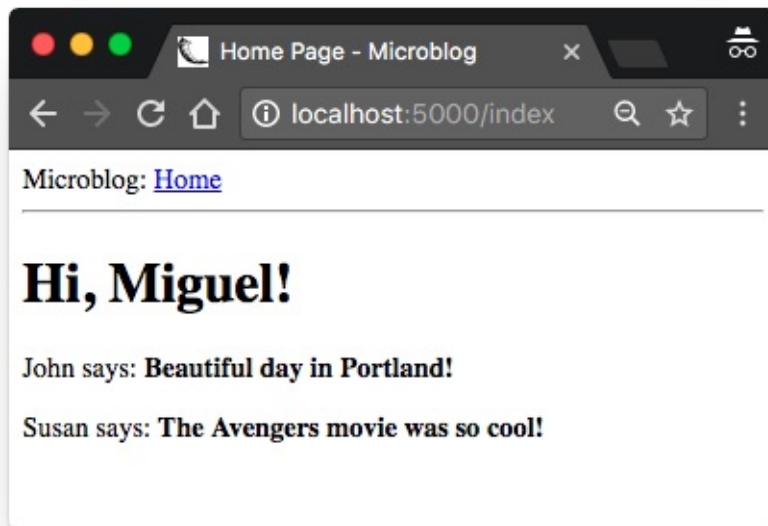 Home Page - Microblog
localhost:5000/index
Microblog: Home
Hi, Miguel!
John says: Beautiful day in Portland!
Susan says: The Avengers movie was so cool!